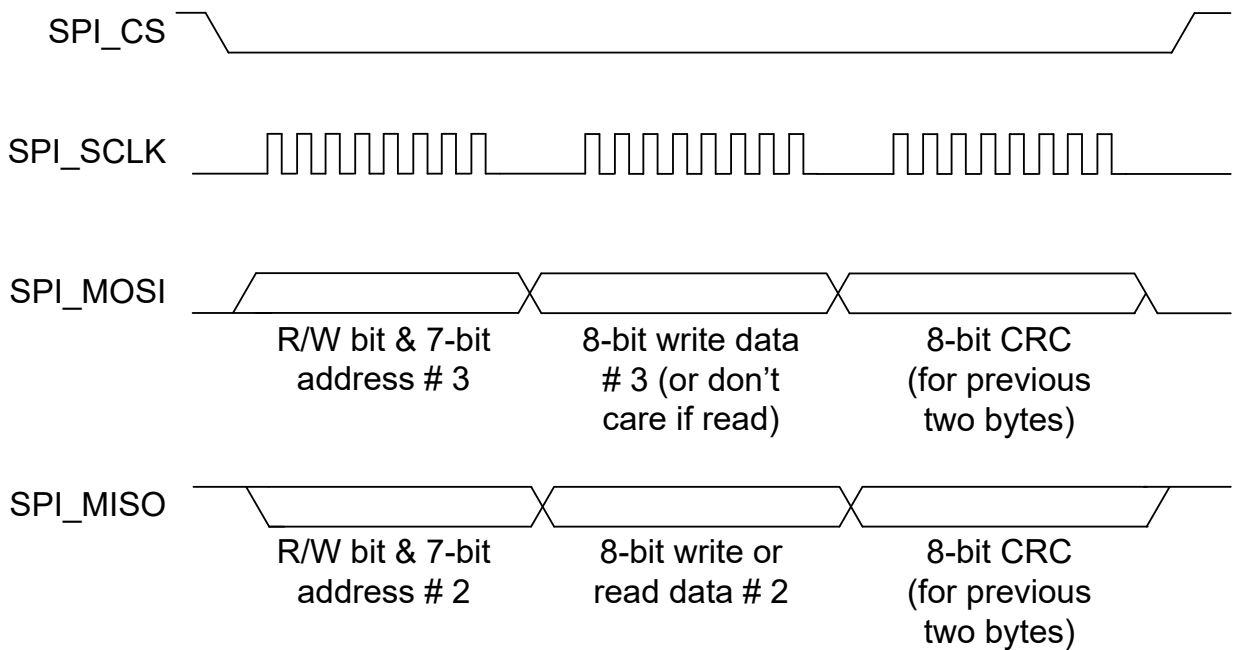 SPI_CS
SPI_SCLK
SPI_MOSI
R/W bit & 7-bit
address # 3
8-bit write data
# 3 (or don’t
care if read)
8-bit CRC
(for previous
two bytes)
SPI_MISO
R/W bit & 7-bit
address # 2
8-bit write or
read data # 2
8-bit CRC
(for previous
two bytes)